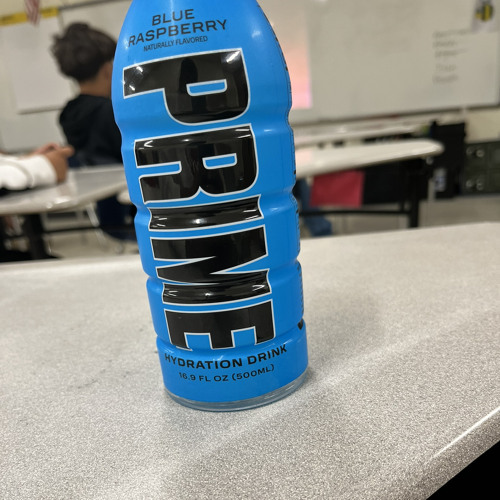 BLUE
RASPBERRY
NATURALLY FLAVORED
PRIME
HYDRATION DRINK
16.9 FL OZ (500ML)